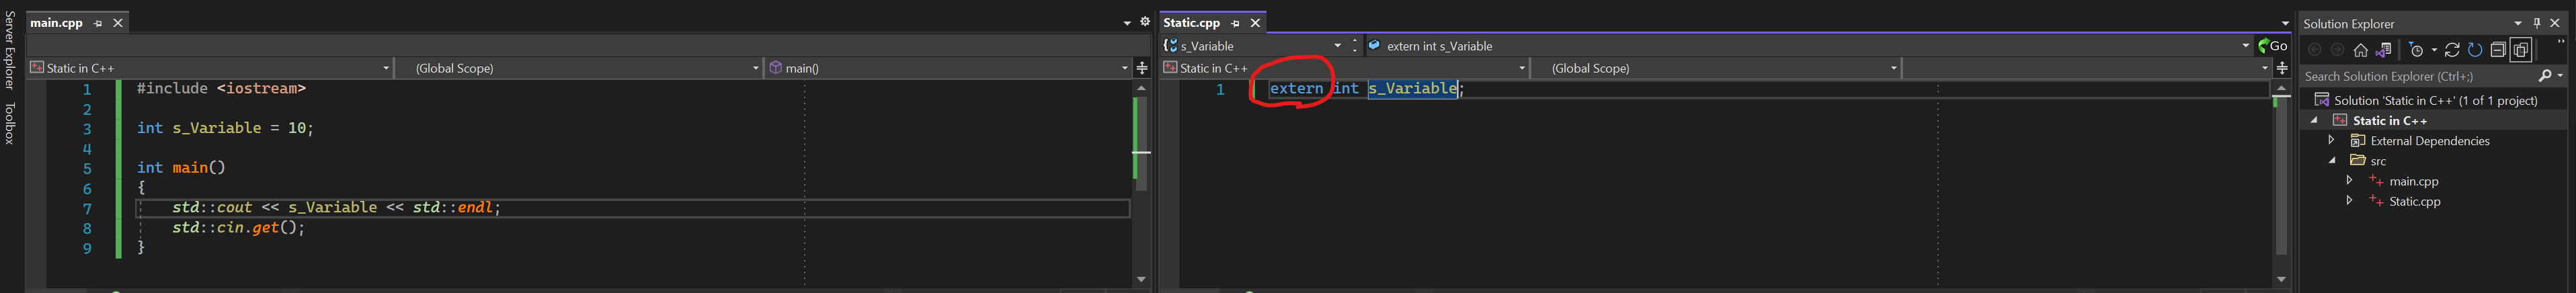 Server Explorer
Toolbox
main.cpp
Static in C++
(Global Scope)
main()
1 #include <iostream>
2
3 int s_Variable = 10;
4
5 int main()
6 {
7 std::cout << s_Variable << std::endl;
8 std::cin.get();
9 }
Static.cpp
s_Variable
extern int s_Variable
Go
Static in C++
(Global Scope)
1 extern int s_Variable;
Solution Explorer
Search Solution Explorer (Ctrl+;)
Solution 'Static in C++' (1 of 1 project)
Static in C++
External Dependencies
src
main.cpp
Static.cpp